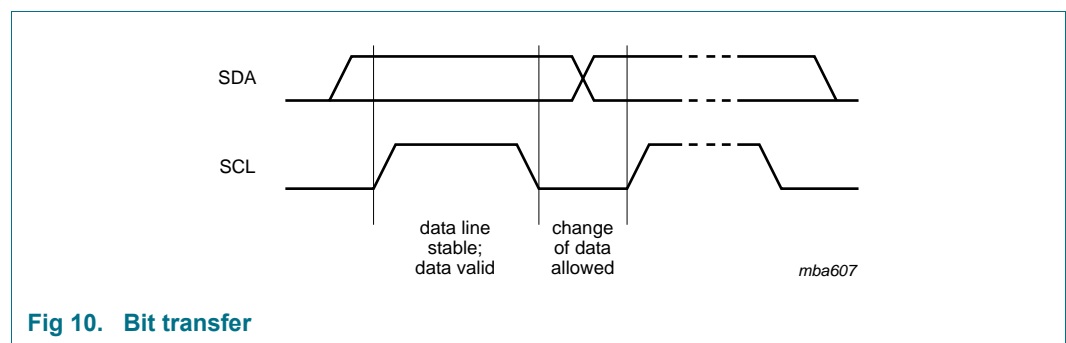 SDA
SCL
data line
stable;
data valid
change
of data
allowed
mba607
Fig 10. Bit transfer